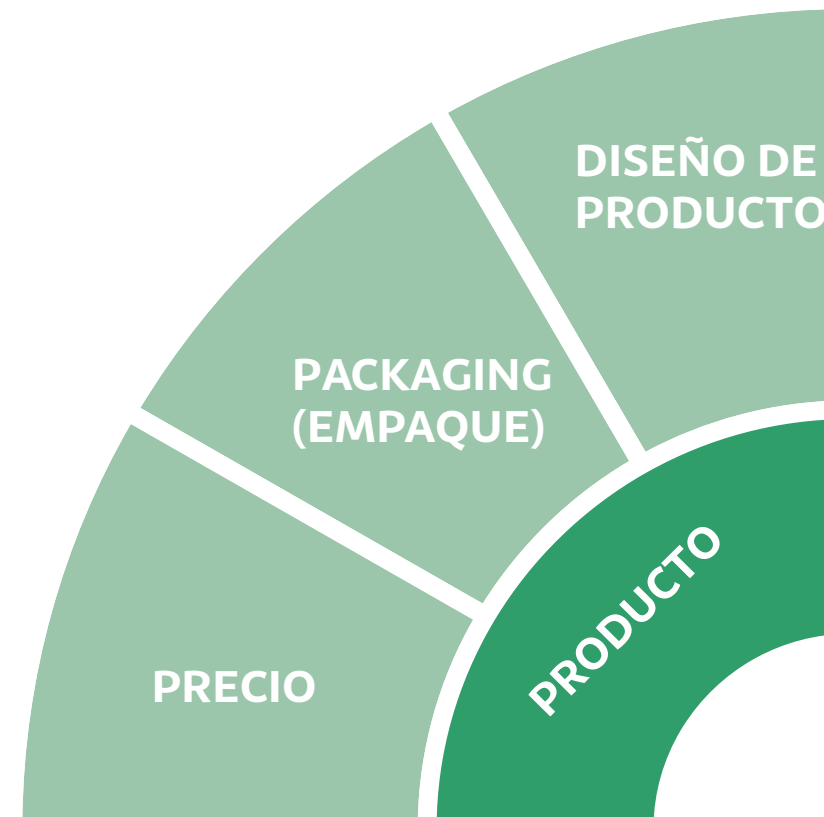 DISEÑO DE
PRODUCTO
PACKAGING
(EMPAQUE)
PRODUCTO
PRECIO